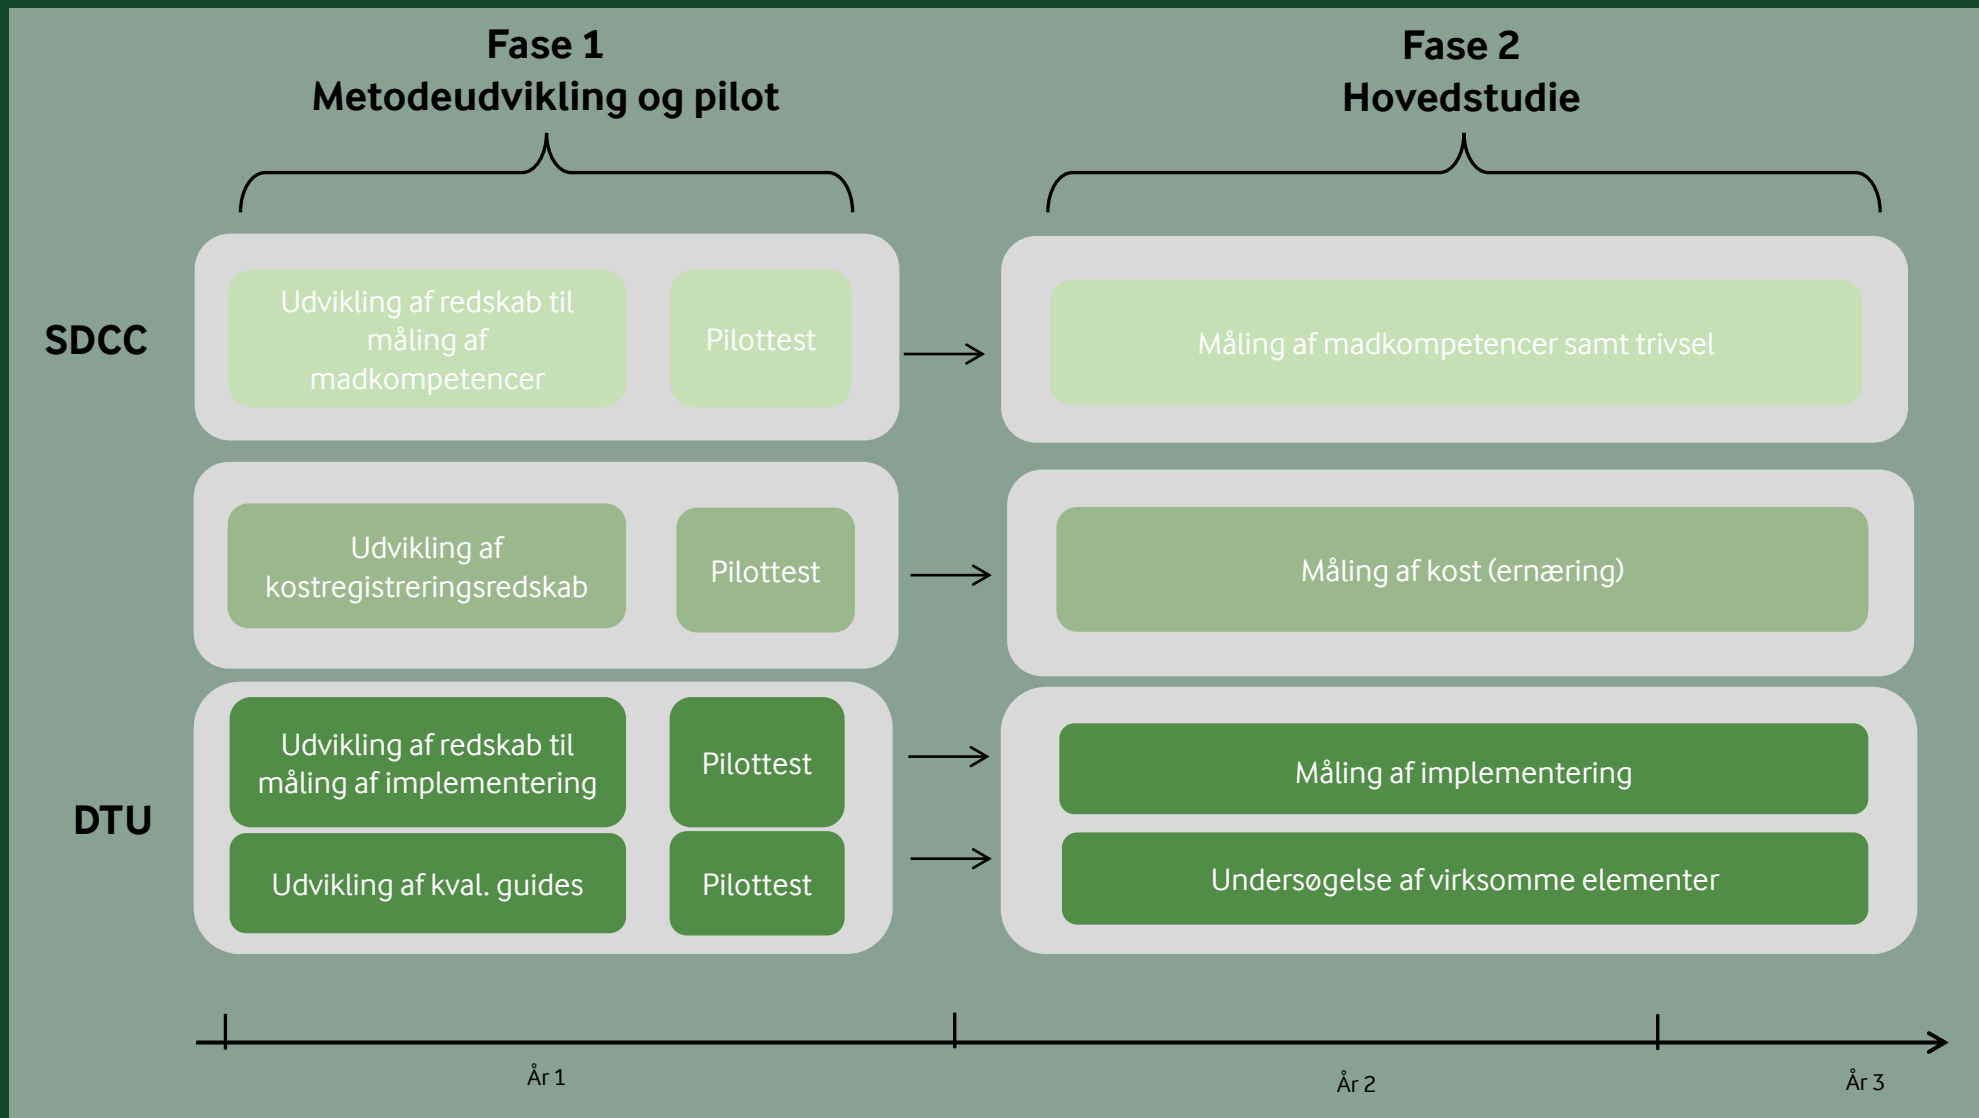 Fase 1
Metodeudvikling og pilot
Fase 2
Hovedstudie
SDCC
Udvikling af redskab til
måling af
madkompetencer
Pilottest
Måling af madkompetencer samt trivsel
Udvikling af
kostregistreringsredskab
Pilottest
Måling af kost (ernæring)
DTU
Udvikling af redskab til
måling af implementering
Pilottest
Måling af implementering
Udvikling af kval. guides
Pilottest
Undersøgelse af virksomme elementer
År 1
År 2
År 3